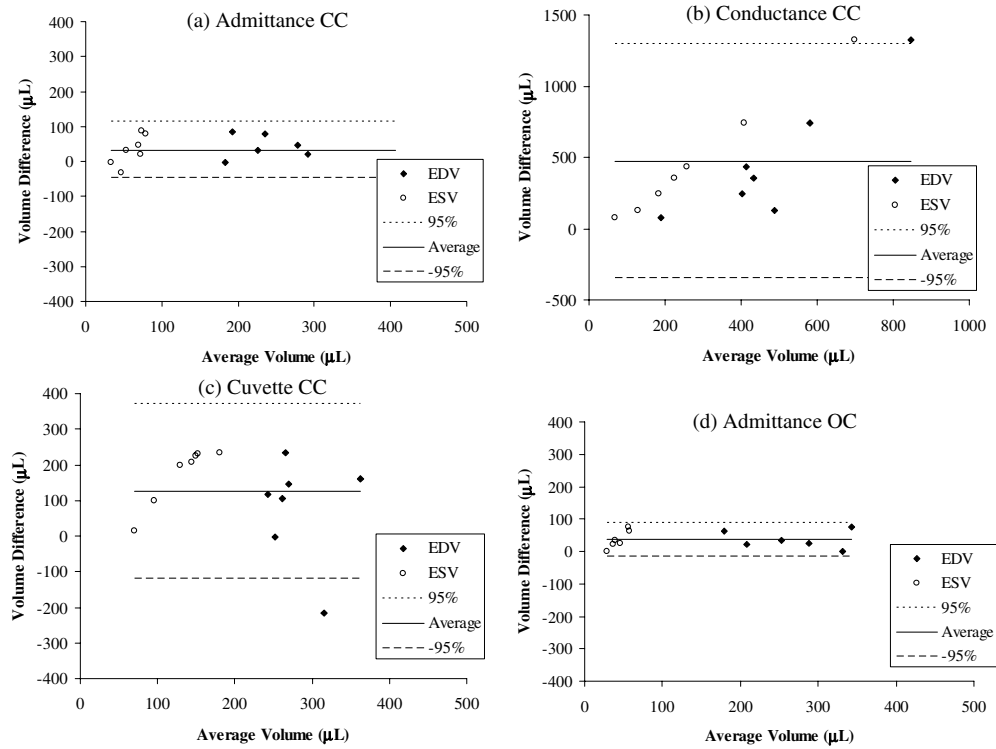 (a) Admittance CC
400
300
200
100
0
-100
-200
-300
-400
Volume Difference (μL)
0 100 200 300 400 500
Average Volume (μL)
EDV
ESV
95%
Average
-95%
(b) Conductance CC
1500
1000
500
0
-500
Volume Difference (μL)
0 200 400 600 800 1000
Average Volume (μL)
EDV
ESV
95%
Average
-95%
(c) Cuvette CC
400
300
200
100
0
-100
-200
-300
-400
Volume Difference (μL)
0 100 200 300 400 500
Average Volume (μL)
EDV
ESV
95%
Average
-95%
(d) Admittance OC
400
300
200
100
0
-100
-200
-300
-400
Volume Difference (μL)
0 100 200 300 400 500
Average Volume (μL)
EDV
ESV
95%
Average
-95%